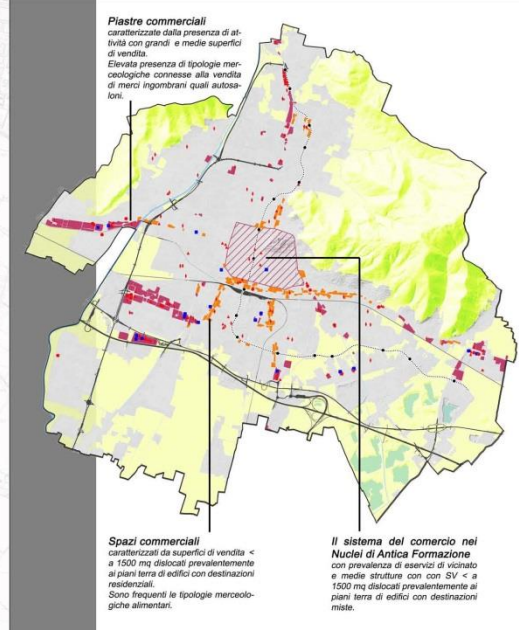 Piastre commerciali
caratterizzate dalla presenza di at-
tività con grandi e medie superfici
di vendita.
Elevata presenza di tipologie mer-
ceologiche connesse alla vendita
di merci ingombranti quali autosa-
loni.
Spazi commerciali
caratterizzati da superfici di vendita <
a 1500 mq dislocati prevalentemente
ai piani terra di edifici con destinazioni
residenziali.
Sono frequenti le tipologie merceolo-
giche alimentari.
Il sistema del comercio nei
Nuclei di Antica Formazione
con prevalenza di eservizi di vicinato
e medie strutture con con SV < a
1500 mq dislocati prevalentemente ai
piani terra di edifici con destinazioni
miste.